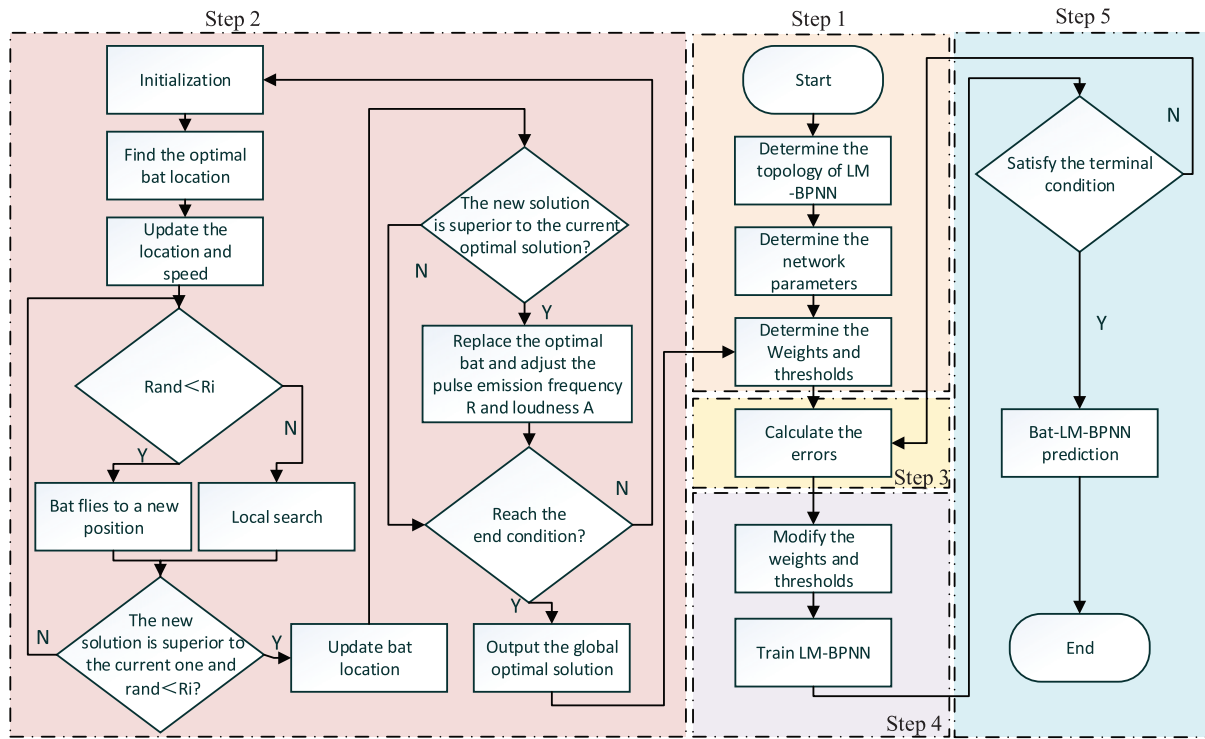 Step 2
Step 1
Step 5
Initialization
Find the optimal
bat location
Update the
location and
speed
Rand＜Ri
Y
N
Bat flies to a new
position
Local search
The new
solution is superior to
the current one and
rand＜Ri?
N
Y
Update bat
location
The new solution
is superior to the current
optimal solution?
N
Y
Replace the optimal
bat and adjust the
pulse emission frequency
R and loudness A
Reach the
end condition?
N
Y
Output the global
optimal solution
Start
Determine the
topology of LM
-BPNN
Determine the
network
parameters
Determine the
Weights and
thresholds
Calculate the
errors
Step 3
Modify the
weights and
thresholds
Train LM-BPNN
Step 4
Satisfy the terminal
condition
N
Y
Bat-LM-BPNN
prediction
End